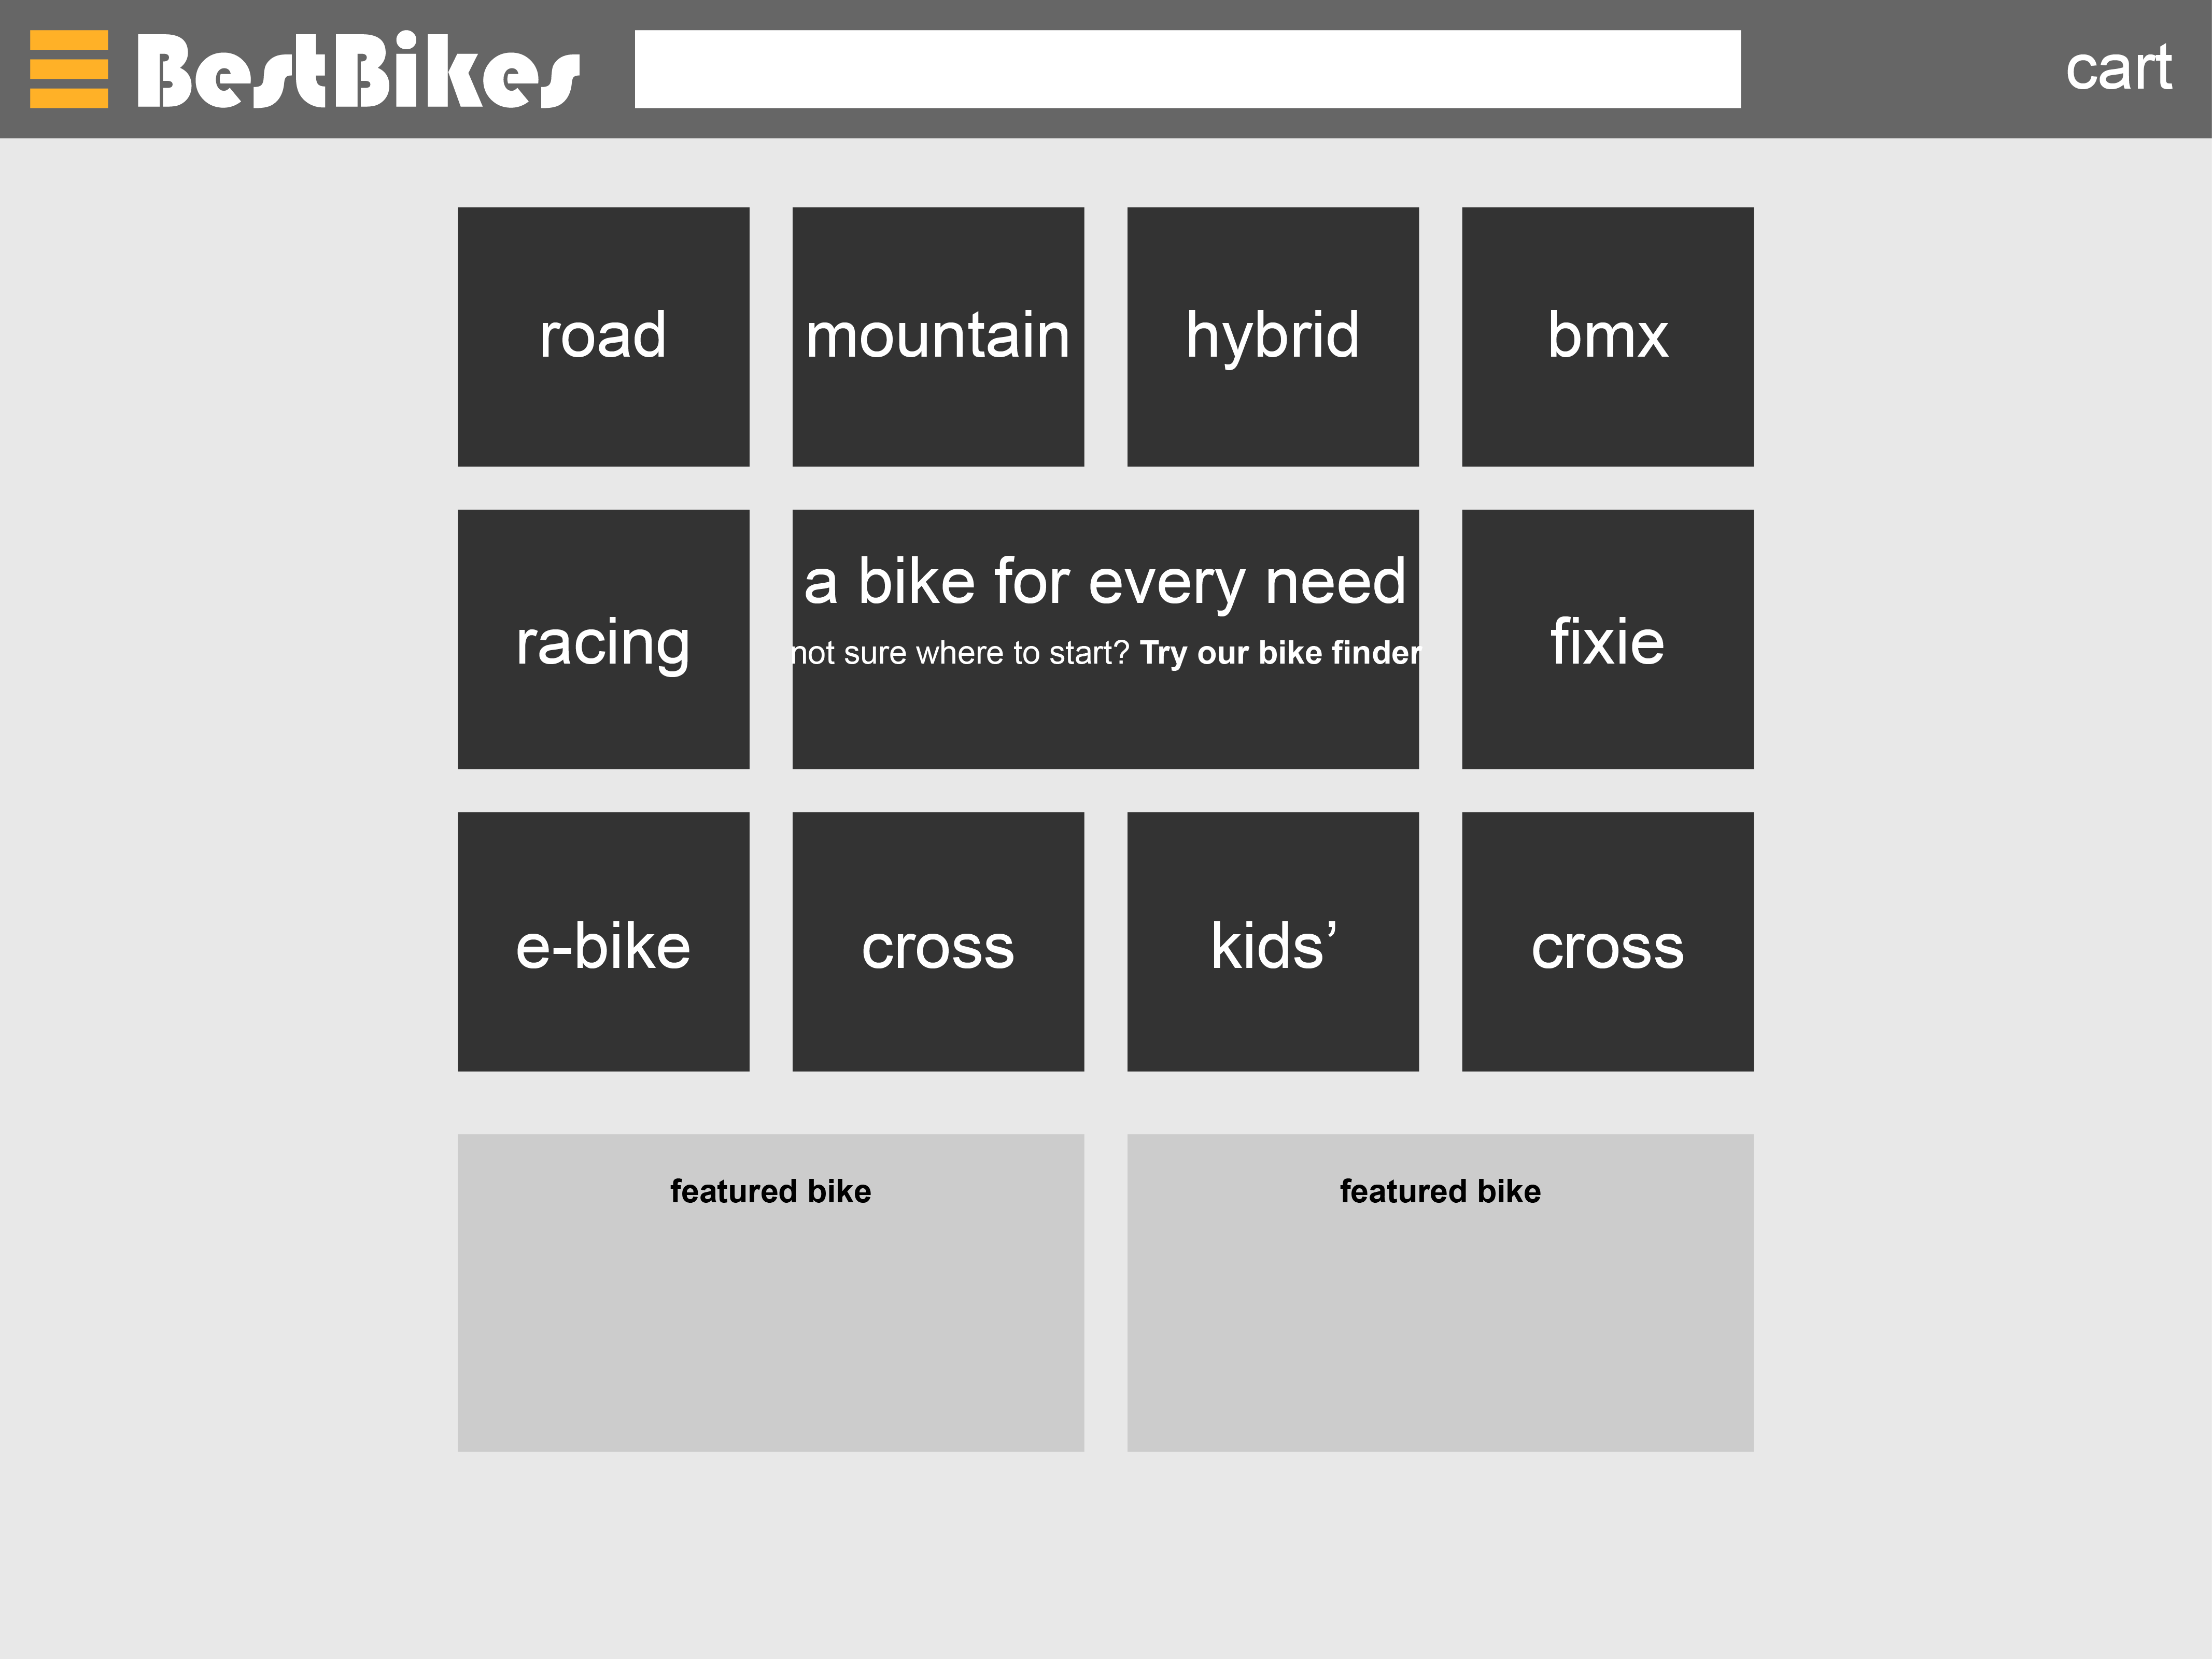 BestBikes
cart
road
mountain
hybrid
bmx
racing
a bike for every need
not sure where to start? Try our bike finder
fixie
e-bike
cross
kids’
cross
featured bike
featured bike